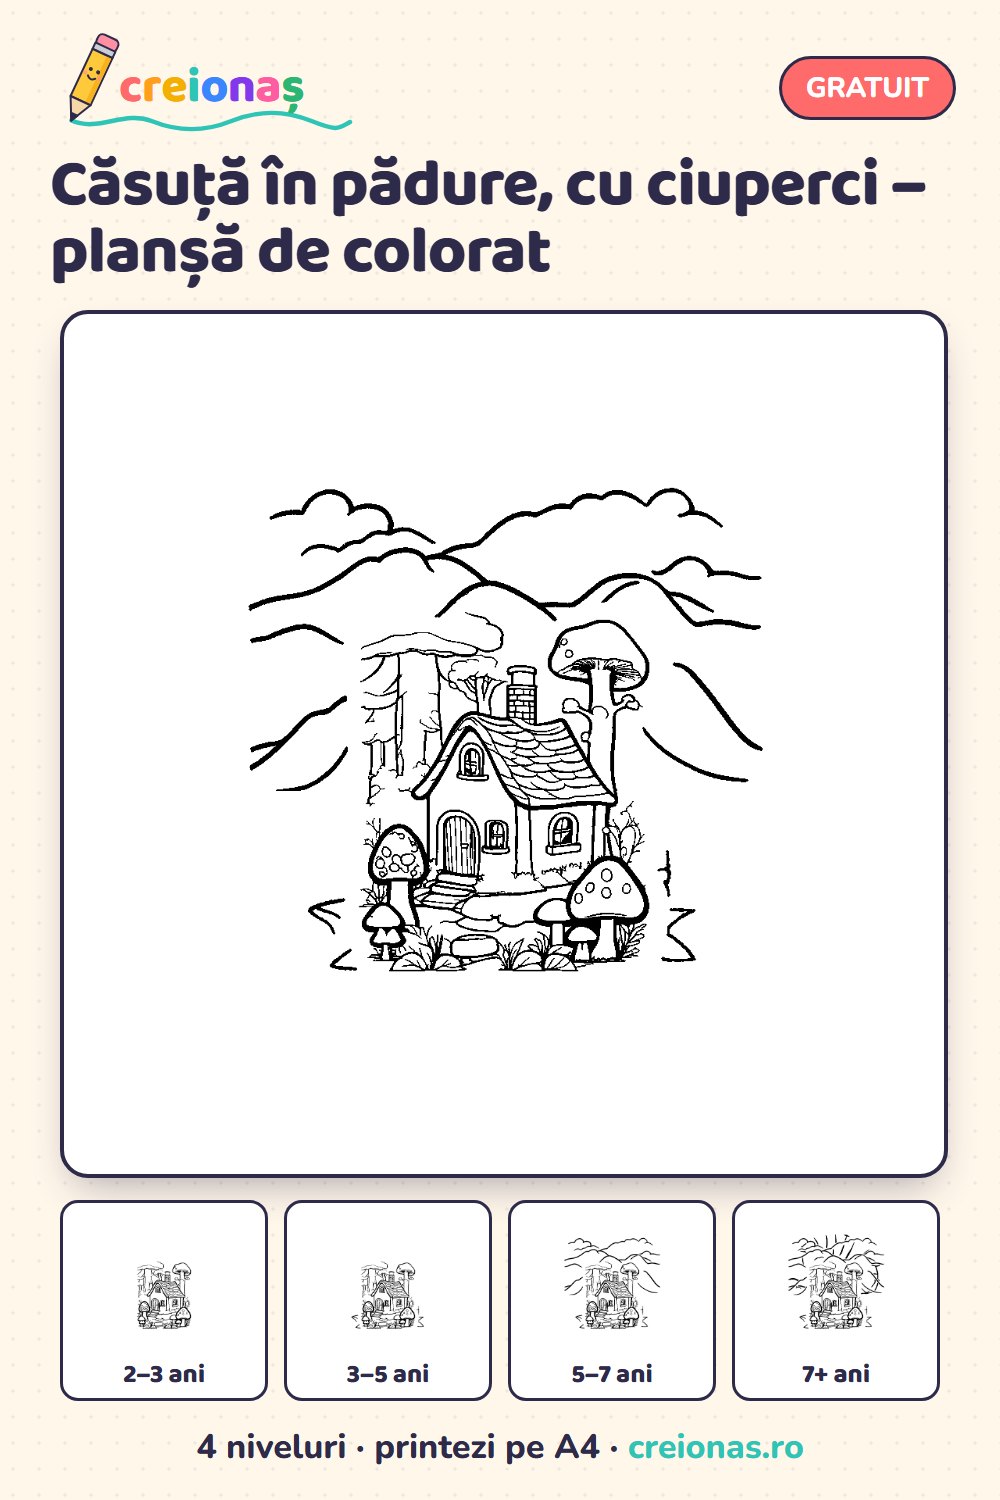 creionaș
GRATUIT
Căsuță în pădure, cu ciuperci –
planșă de colorat
2–3 ani
3–5 ani
5–7 ani
7+ ani
4 niveluri · printezi pe A4 · creionas.ro